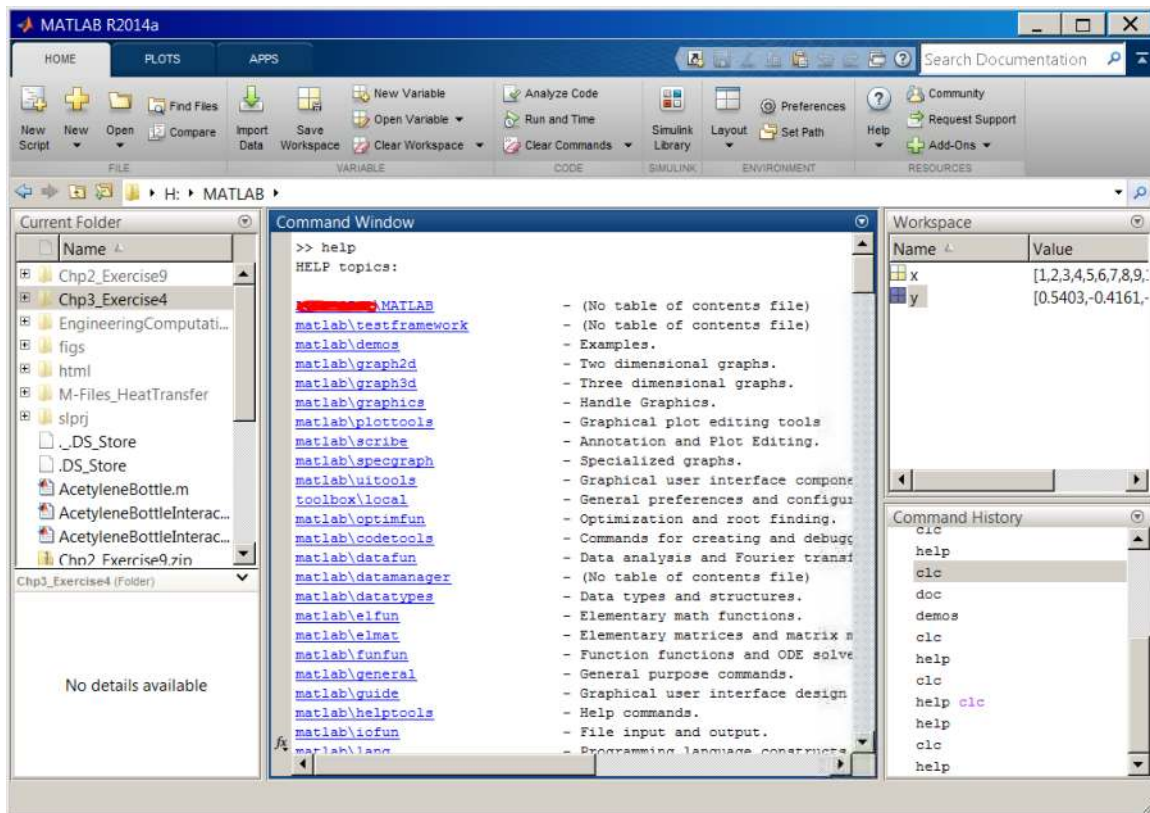 MATLAB R2014a
HOME PLOTS APPS
Search Documentation
New Script
New
Open
Find Files
Compare
Import Data
Save Workspace
New Variable
Open Variable
Clear Workspace
Analyze Code
Run and Time
Clear Commands
Simulink Library
Layout
Preferences
Set Path
Help
Community
Request Support
Add-Ons
FILE VARIABLE CODE SIMULINK ENVIRONMENT RESOURCES
H: MATLAB
Current Folder
Name
Chp2_Exercise9
Chp3_Exercise4
EngineeringComputati...
figs
html
M-Files_HeatTransfer
slprj
._.DS_Store
.DS_Store
AcetyleneBottle.m
AcetyleneBottleInterac...
AcetyleneBottleInterac...
Chp2_Exercise9.zip
Chp3_Exercise4 (Folder)
No details available
Command Window
>> help
HELP topics:
\MATLAB - (No table of contents file)
matlab\testframework - (No table of contents file)
matlab\demos - Examples.
matlab\graph2d - Two dimensional graphs.
matlab\graph3d - Three dimensional graphs.
matlab\graphics - Handle Graphics.
matlab\plottools - Graphical plot editing tools
matlab\scribe - Annotation and Plot Editing.
matlab\specgraph - Specialized graphs.
matlab\uitools - Graphical user interface compone
toolbox\local - General preferences and configur
matlab\optimfun - Optimization and root finding.
matlab\codetools - Commands for creating and debugg
matlab\datafun - Data analysis and Fourier transf
matlab\datamanager - (No table of contents file)
matlab\datatypes - Data types and structures.
matlab\elfun - Elementary math functions.
matlab\elmat - Elementary matrices and matrix m
matlab\funfun - Function functions and ODE solve
matlab\general - General purpose commands.
matlab\guide - Graphical user interface design
matlab\helptools - Help commands.
matlab\iofun - File input and output.
matlab\lang - Programming language constructs
fx
Workspace
Name Value
x [1,2,3,4,5,6,7,8,9,
y [0.5403,-0.4161,-
Command History
clc
help
clc
doc
demos
clc
help
clc
help clc
help
clc
help